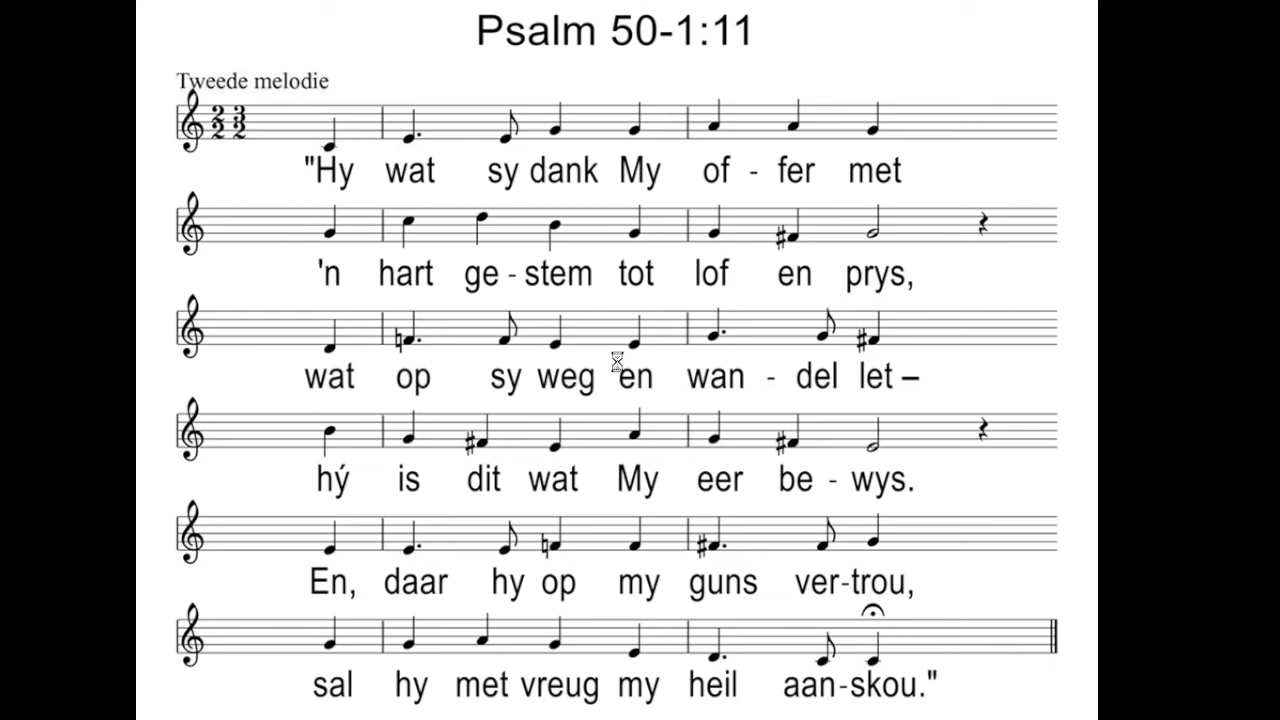 Psalm 50-1:11
Tweede melodie
"Hy wat sy dank My of - fer met
'n hart ge - stem tot lof en prys,
wat op sy weg en wan - del let –
hý is dit wat My eer be - wys.
En, daar hy op my guns ver-trou,
sal hy met vreug my heil aan-skou."